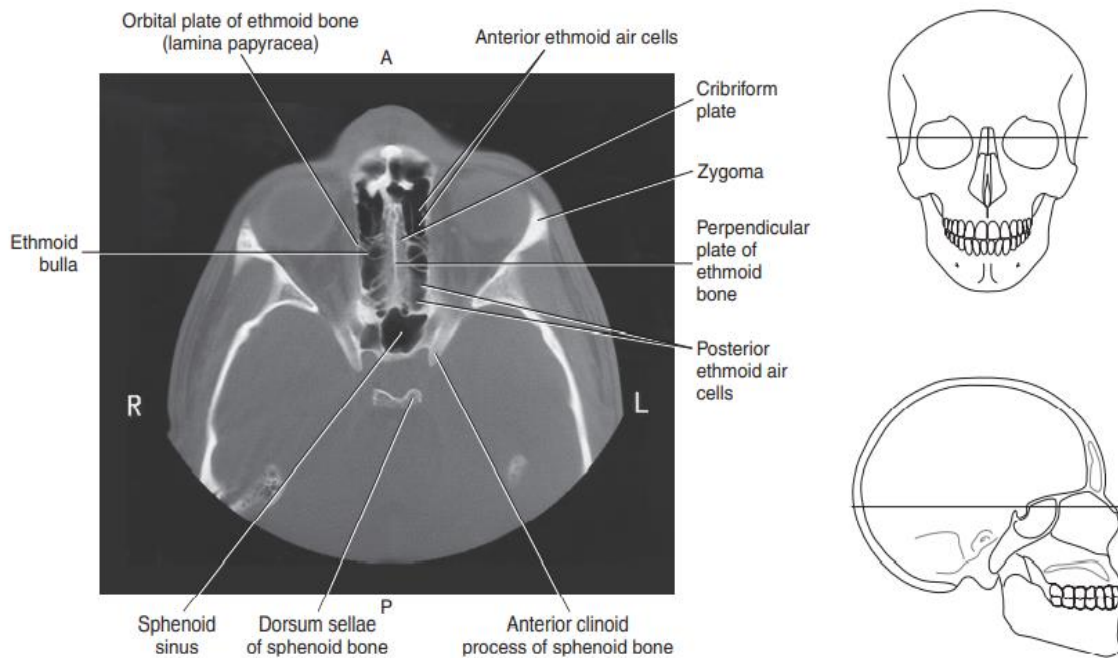 Orbital plate of ethmoid bone
(lamina papyracea)
A
Anterior ethmoid air cells
Cribriform
plate
Zygoma
Ethmoid
bulla
Perpendicular
plate of
ethmoid
bone
Posterior
ethmoid air
cells
R
L
P
Sphenoid
sinus
Dorsum sellae
of sphenoid bone
Anterior clinoid
process of sphenoid bone